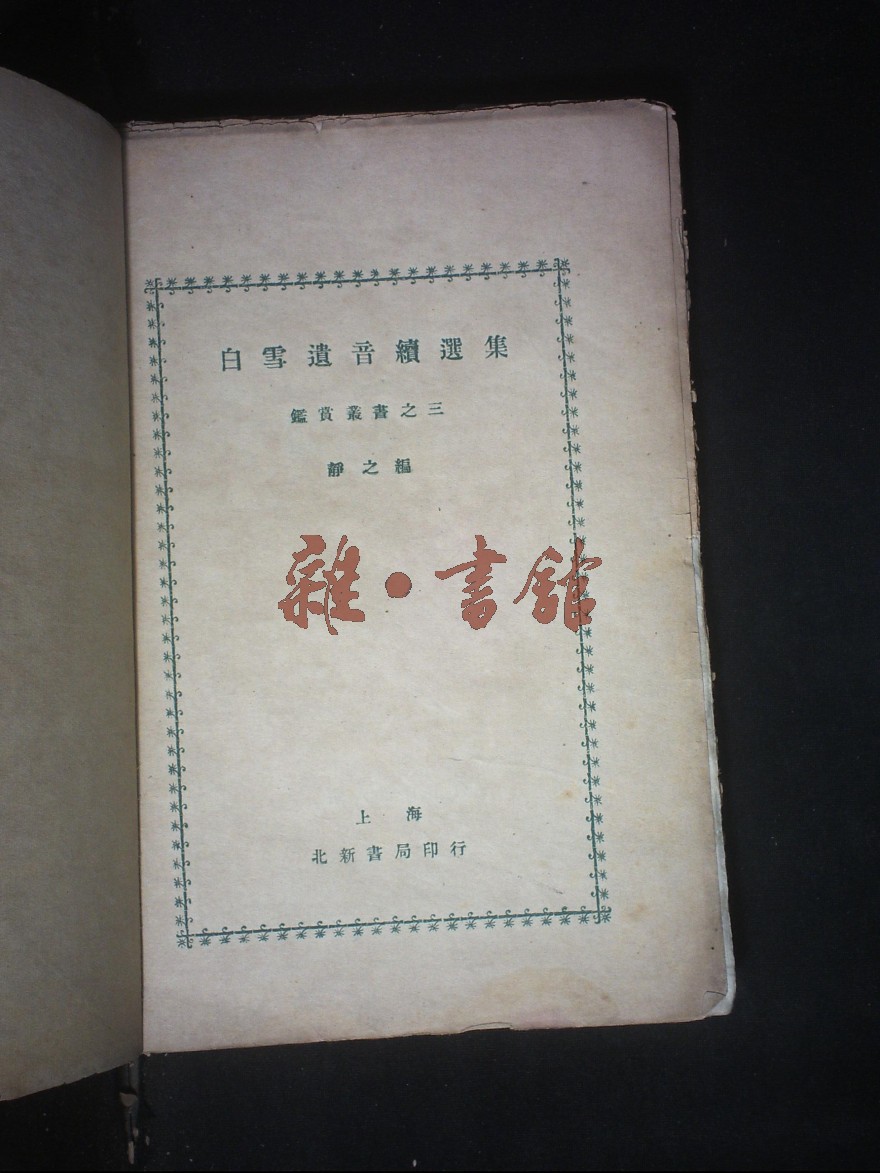 白雪遺音續選集
鑑賞叢書之三
靜之編
雜·書館
上海
北新書局印行